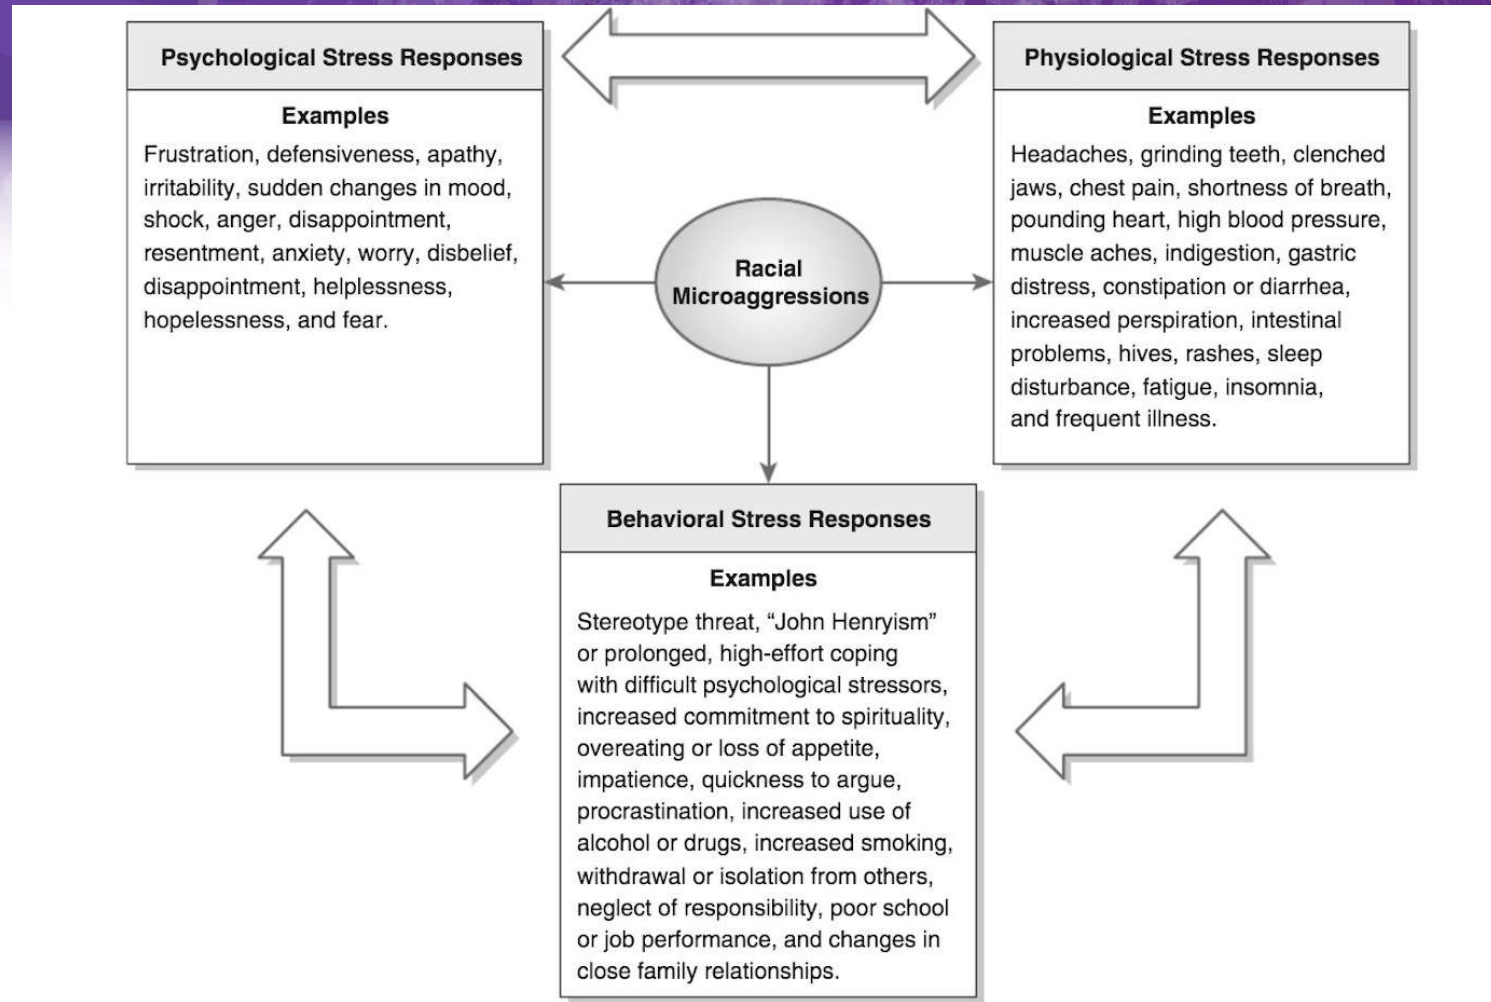 Psychological Stress Responses
Examples
Frustration, defensiveness, apathy,
irritability, sudden changes in mood,
shock, anger, disappointment,
resentment, anxiety, worry, disbelief,
disappointment, helplessness,
hopelessness, and fear.
Racial
Microaggressions
Physiological Stress Responses
Examples
Headaches, grinding teeth, clenched
jaws, chest pain, shortness of breath,
pounding heart, high blood pressure,
muscle aches, indigestion, gastric
distress, constipation or diarrhea,
increased perspiration, intestinal
problems, hives, rashes, sleep
disturbance, fatigue, insomnia,
and frequent illness.
Behavioral Stress Responses
Examples
Stereotype threat, “John Henryism”
or prolonged, high-effort coping
with difficult psychological stressors,
increased commitment to spirituality,
overeating or loss of appetite,
impatience, quickness to argue,
procrastination, increased use of
alcohol or drugs, increased smoking,
withdrawal or isolation from others,
neglect of responsibility, poor school
or job performance, and changes in
close family relationships.